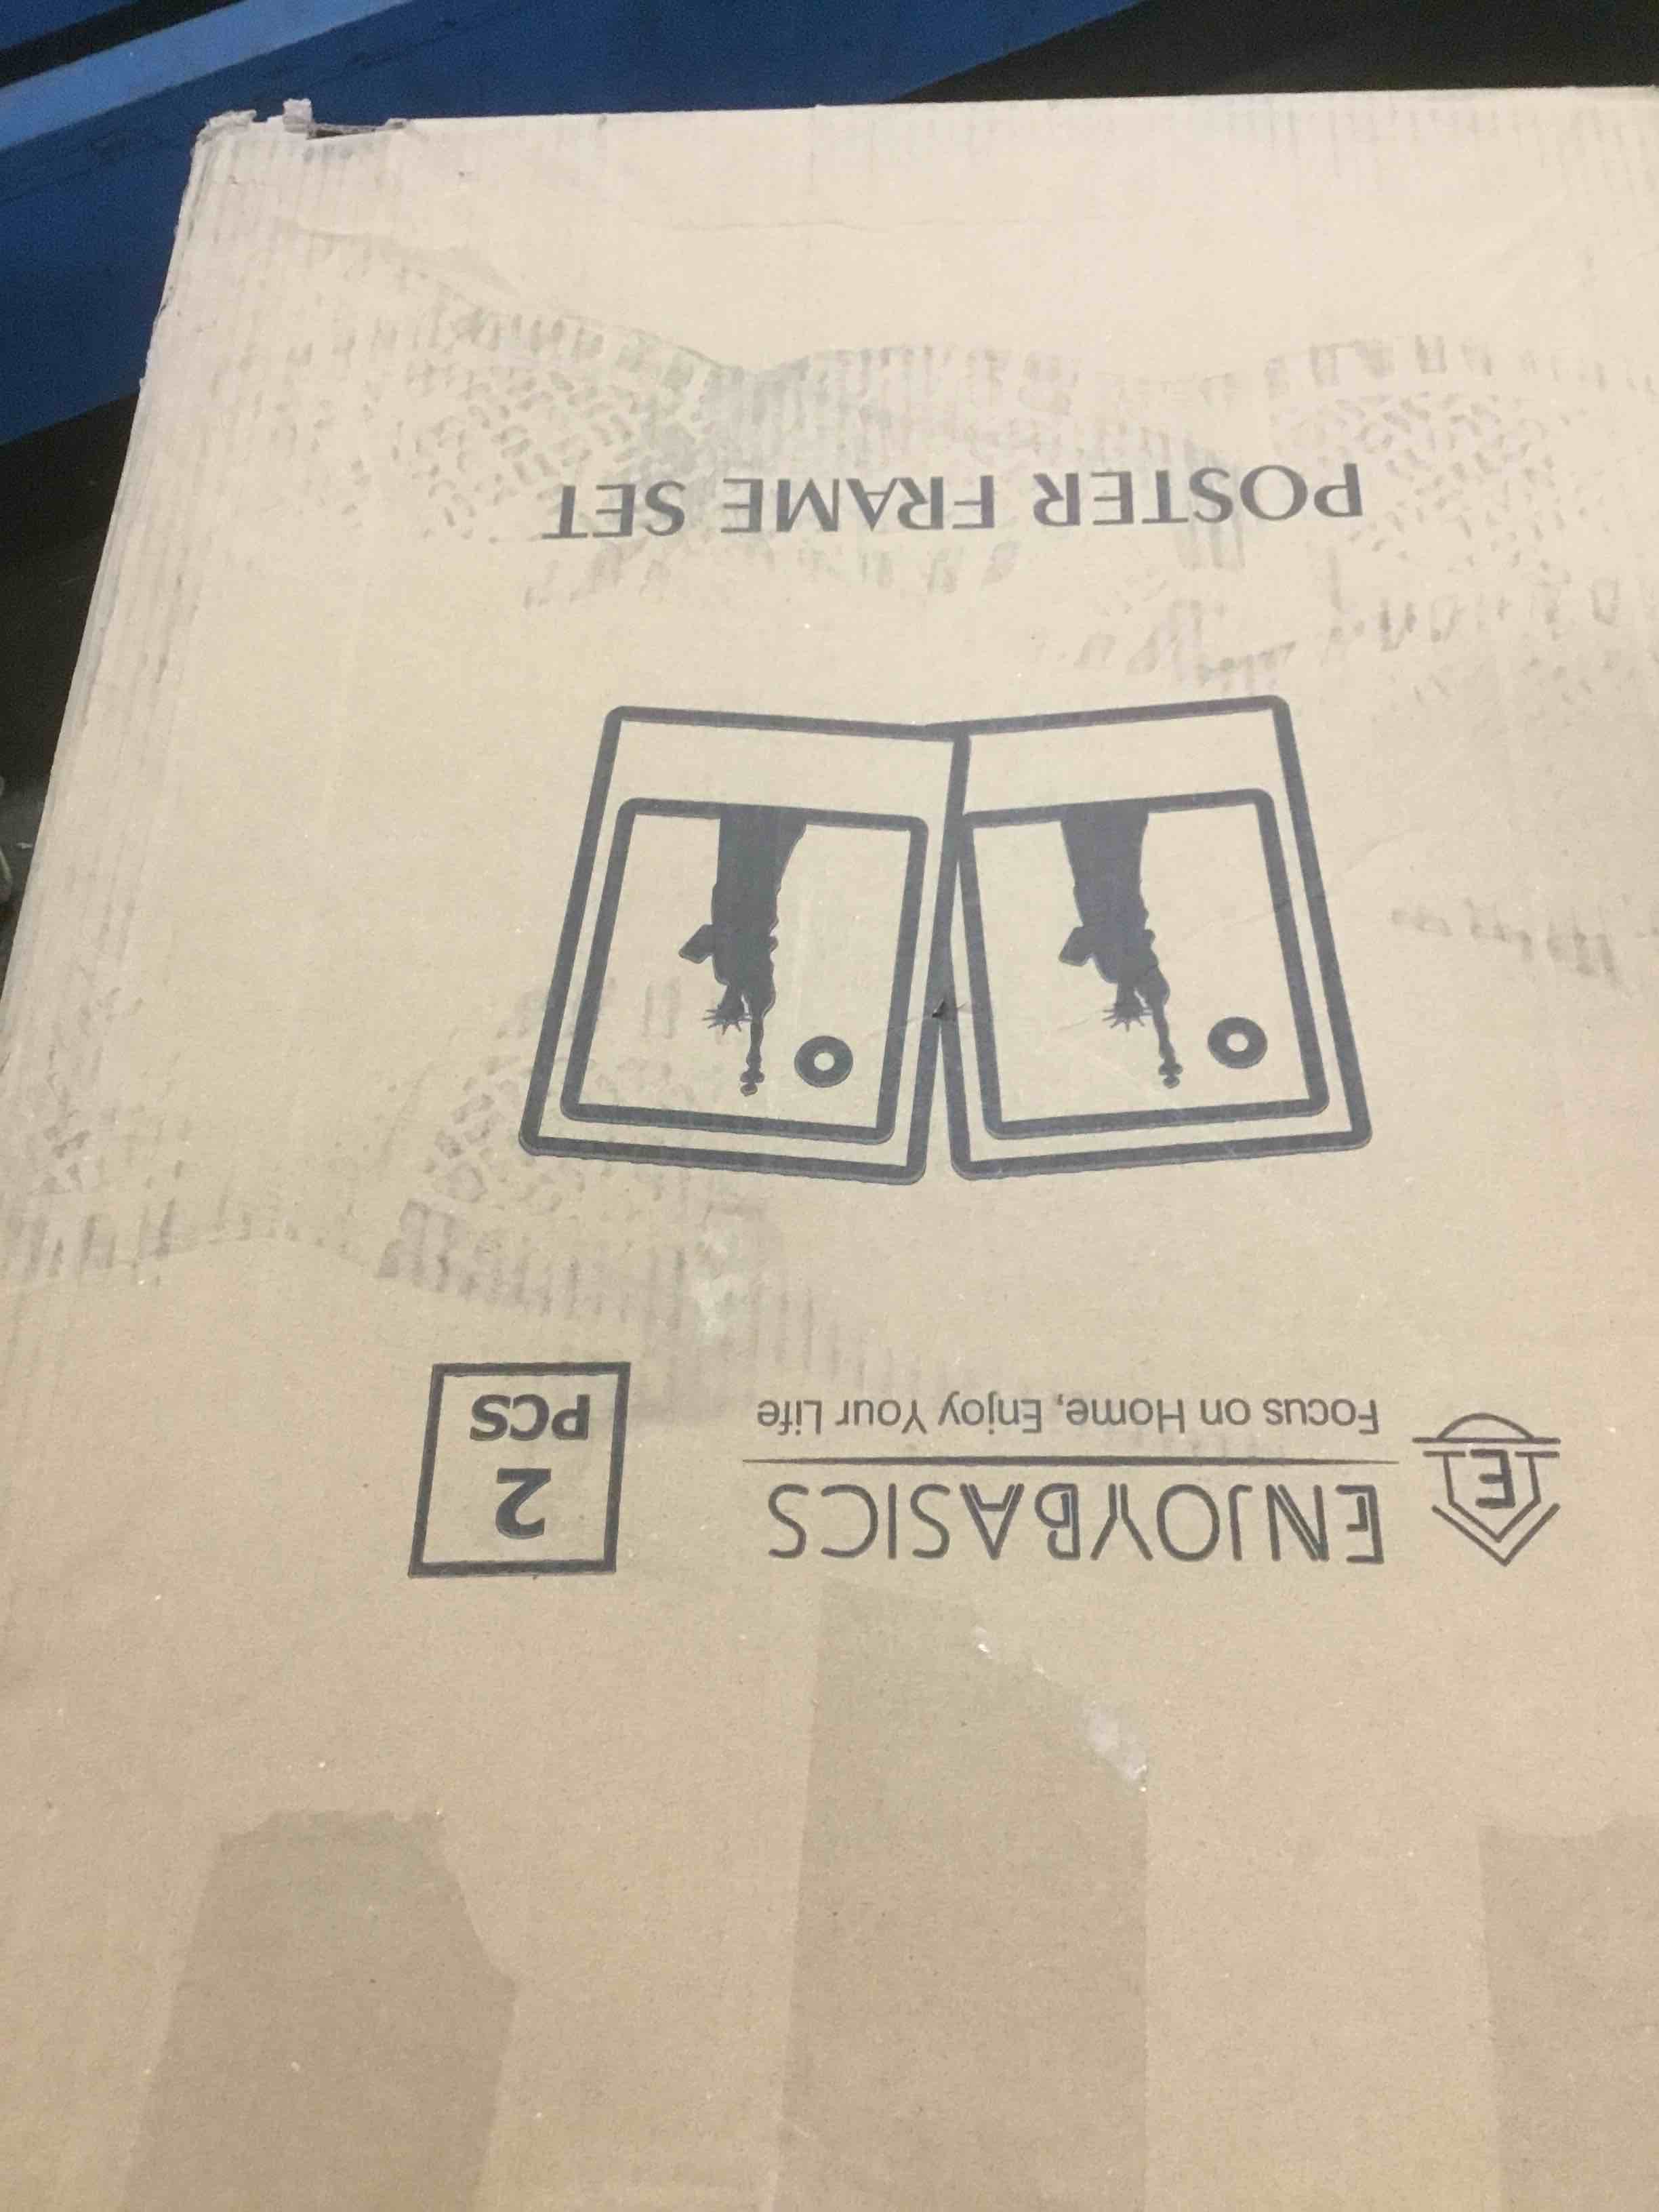 E
ENJOYBASICS
Focus on Home, Enjoy Your Life
2
PCS
POSTER FRAME SET